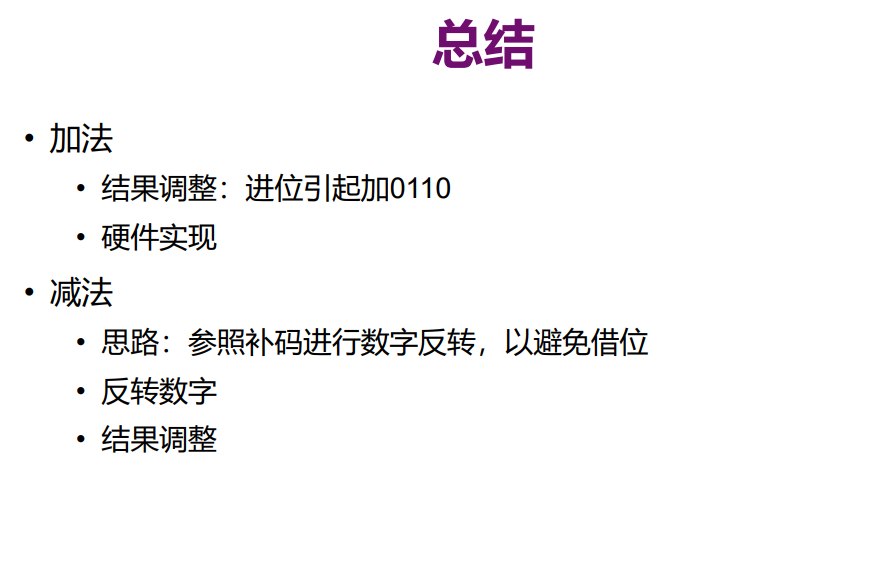 总结
• 加法
• 结果调整：进位引起加0110
• 硬件实现
• 减法
• 思路：参照补码进行数字反转，以避免借位
• 反转数字
• 结果调整